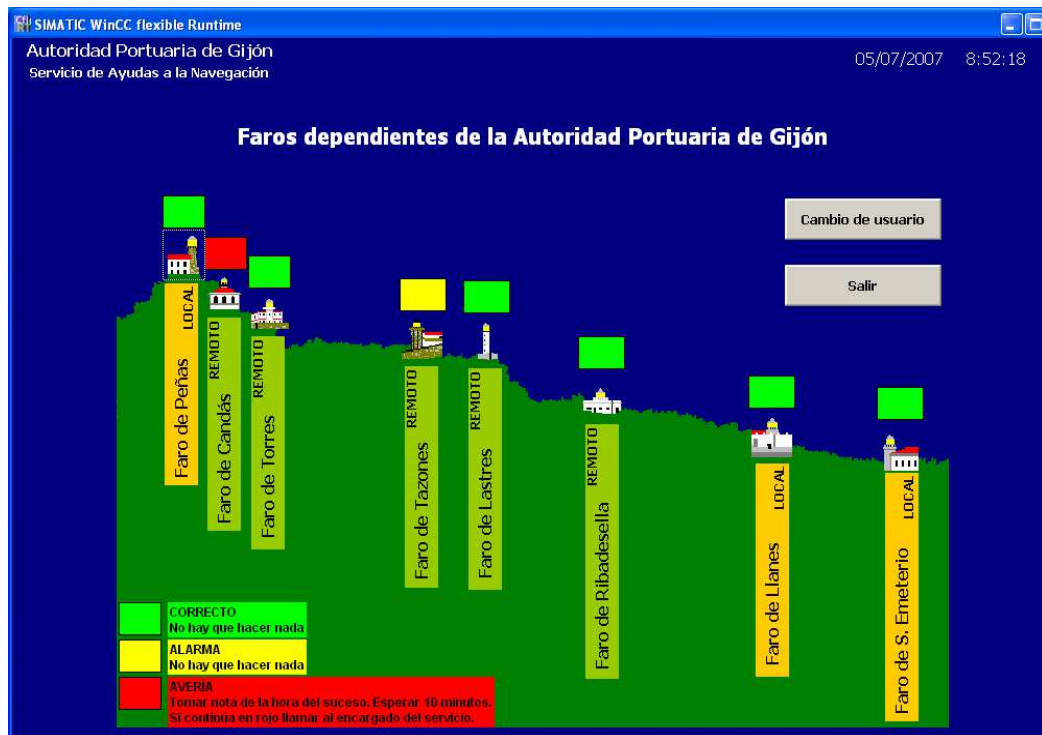 SIMATIC WinCC flexible Runtime
Autoridad Portuaria de Gijón
Servicio de Ayudas a la Navegación
05/07/2007 8:52:18
Faros dependientes de la Autoridad Portuaria de Gijón
Cambio de usuario
Salir
Faro de Peñas LOCAL
Faro de Candás REMOTO
Faro de Torres REMOTO
Faro de Tazones REMOTO
Faro de Lastres REMOTO
Faro de Ribadesella REMOTO
Faro de Llanes LOCAL
Faro de S. Emeterio LOCAL
CORRECTO
No hay que hacer nada
ALARMA
No hay que hacer nada
AVERÍA
Tomar nota de la hora del suceso. Esperar 10 minutos.
Si continúa en rojo llamar al encargado del servicio.